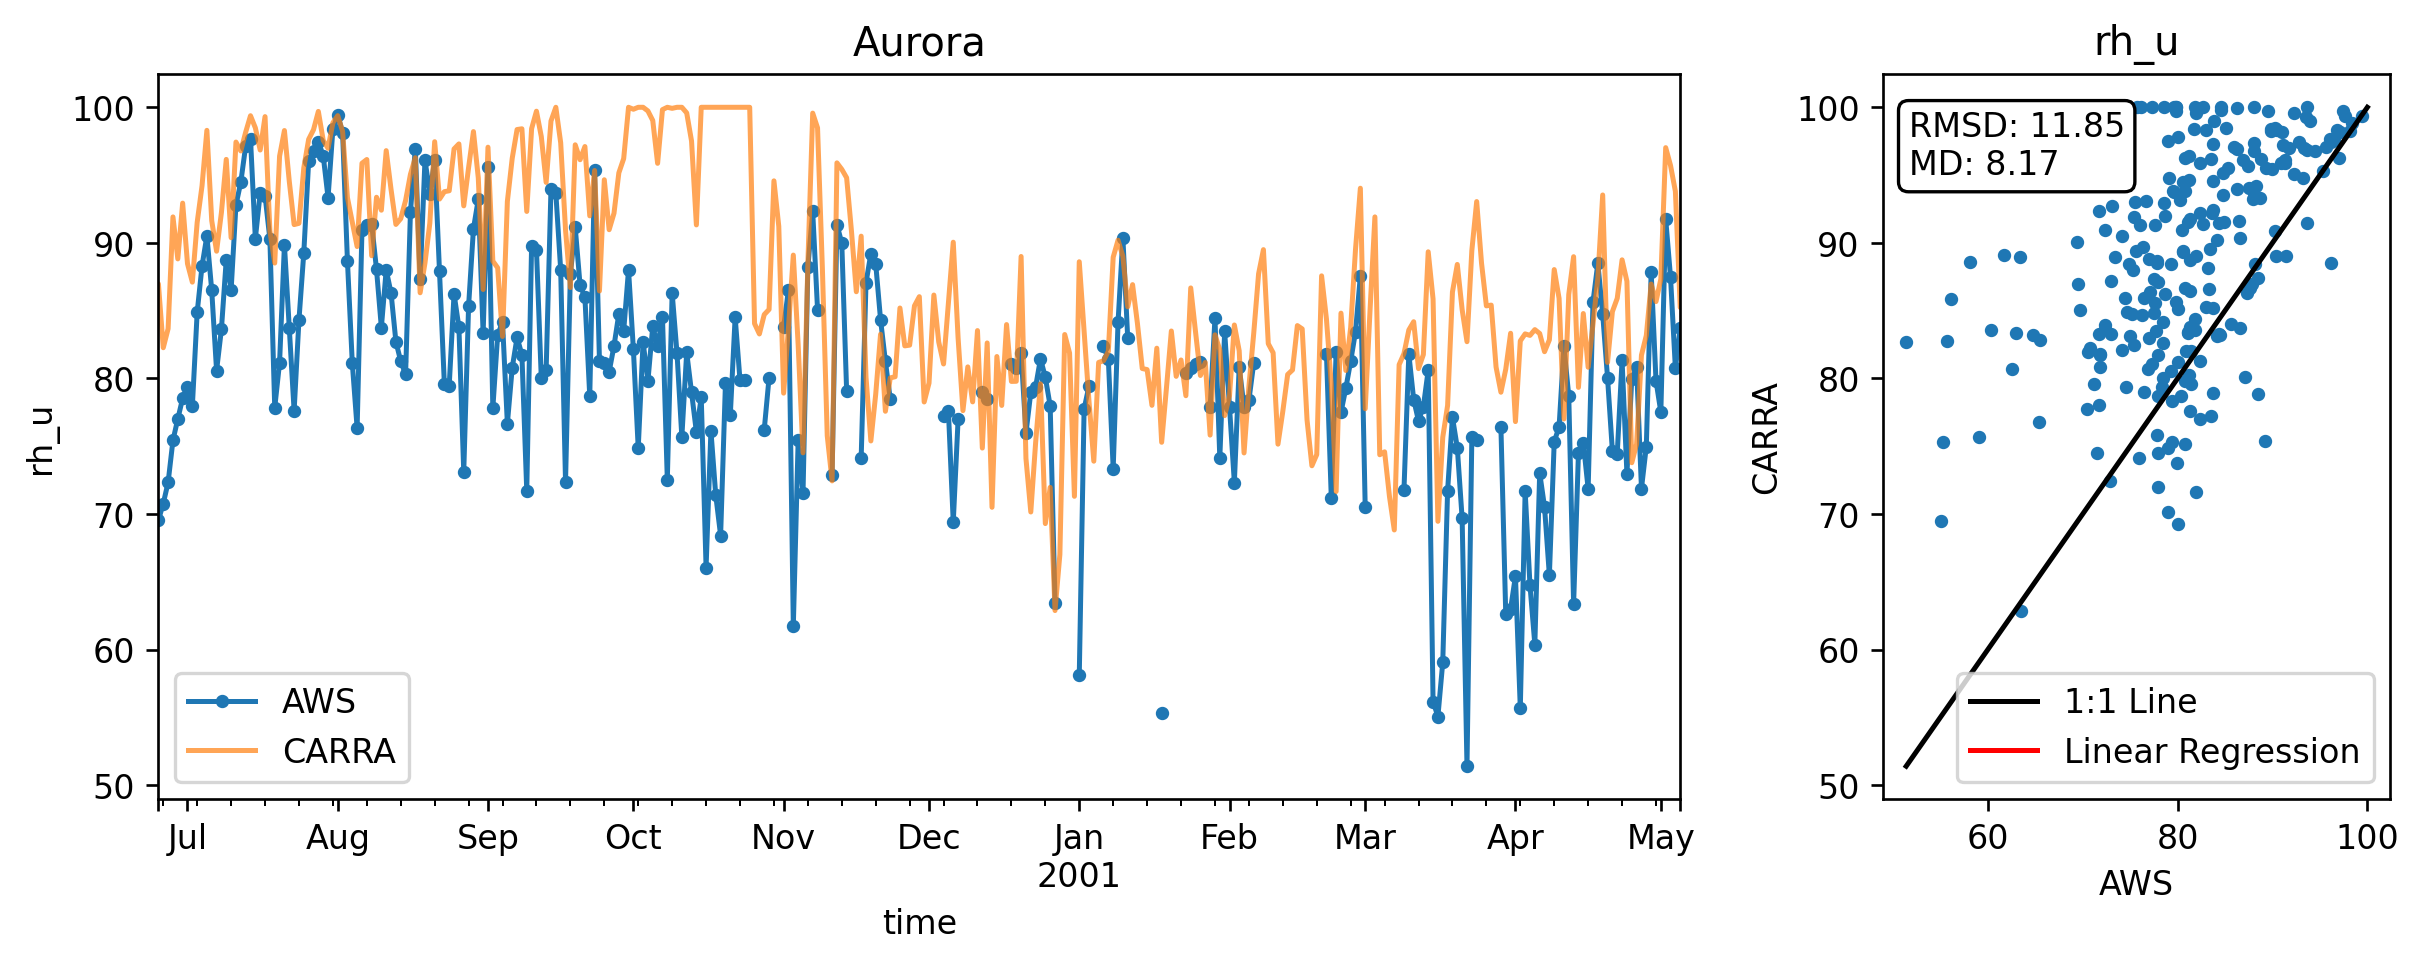 Aurora
100
90
80
70
60
50
rh_u
AWS
CARRA
Jul Aug Sep Oct Nov Dec Jan Feb Mar Apr May
2001
time
rh_u
100
90
80
70
60
50
CARRA
RMSD: 11.85
MD: 8.17
1:1 Line
Linear Regression
60 80 100
AWS